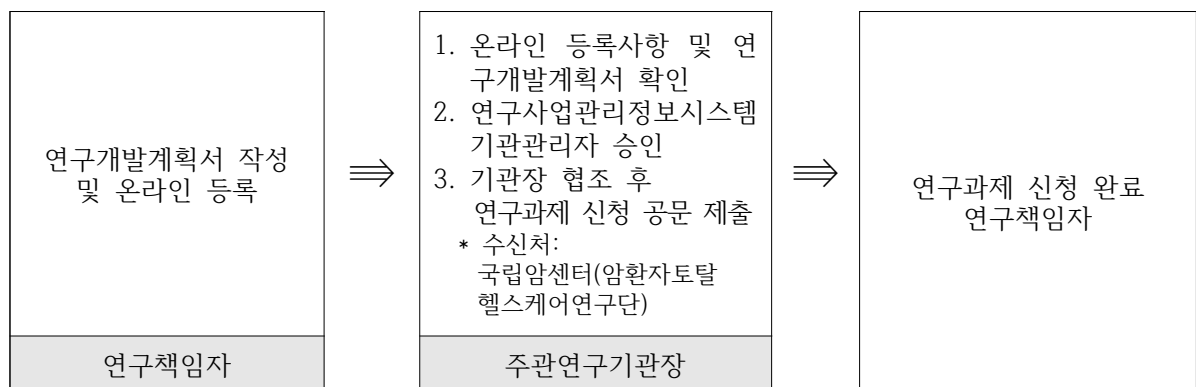 연구개발계획서 작성
및 온라인 등록
연구책임자
⇒
1. 온라인 등록사항 및 연
구개발계획서 확인
2. 연구사업관리정보시스템
기관관리자 승인
3. 기관장 협조 후
연구과제 신청 공문 제출
* 수신처:
국립암센터(암환자토탈
헬스케어연구단)
주관연구기관장
⇒
연구과제 신청 완료
연구책임자